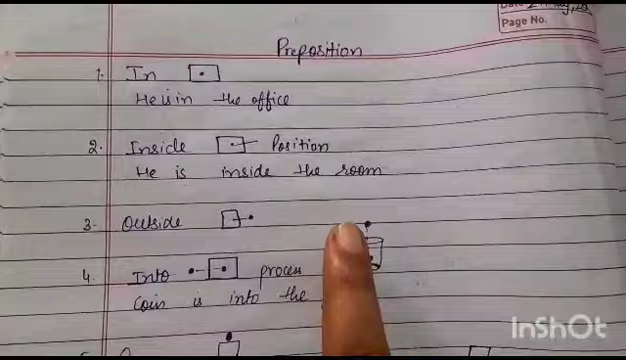 Page No.
Preposition
1. In
He is in the office
2. Inside Position
He is inside the room
3. Outside
4. Into process
Coin is into the
InShOt